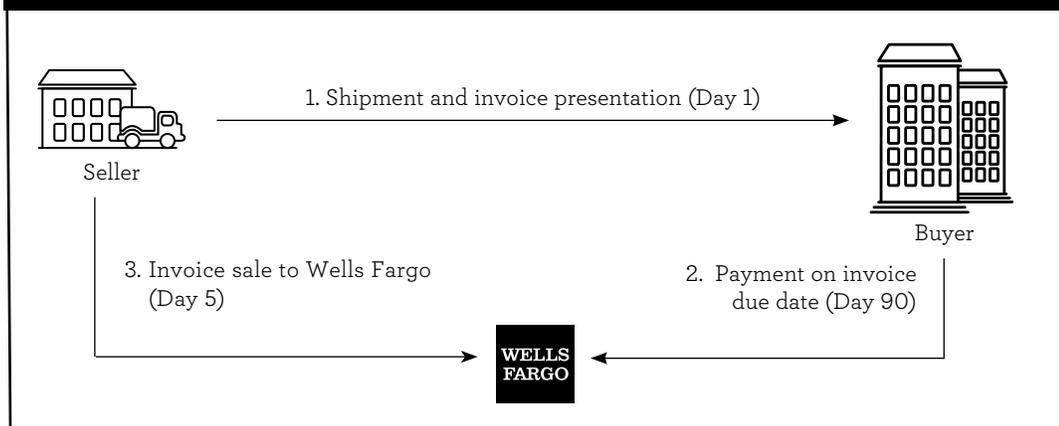 1. Shipment and invoice presentation (Day 1)
Seller
Buyer
3. Invoice sale to Wells Fargo
(Day 5)
2. Payment on invoice
due date (Day 90)
WELLS
FARGO